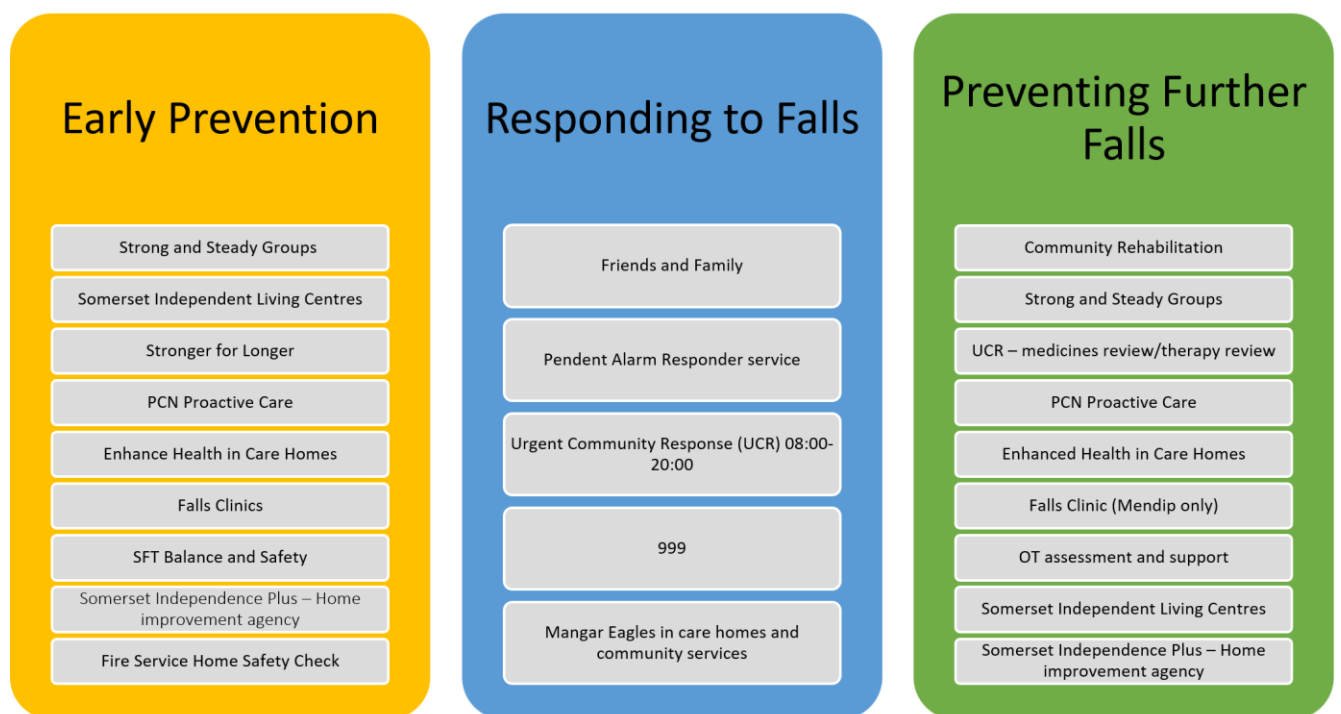 Early Prevention
Strong and Steady Groups
Somerset Independent Living Centres
Stronger for Longer
PCN Proactive Care
Enhance Health in Care Homes
Falls Clinics
SFT Balance and Safety
Somerset Independence Plus – Home
improvement agency
Fire Service Home Safety Check
Responding to Falls
Friends and Family
Pendent Alarm Responder service
Urgent Community Response (UCR) 08:00-
20:00
999
Mangar Eagles in care homes and
community services
Preventing Further
Falls
Community Rehabilitation
Strong and Steady Groups
UCR – medicines review/therapy review
PCN Proactive Care
Enhanced Health in Care Homes
Falls Clinic (Mendip only)
OT assessment and support
Somerset Independent Living Centres
Somerset Independence Plus – Home
improvement agency